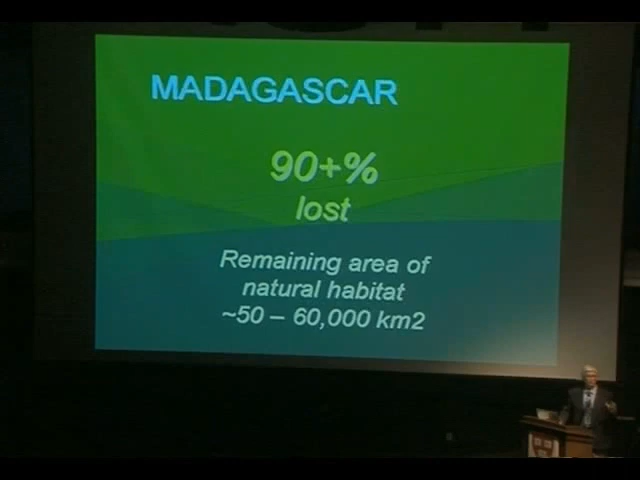 MADAGASCAR
90+%
lost
Remaining area of
natural habitat
~50 – 60,000 km2